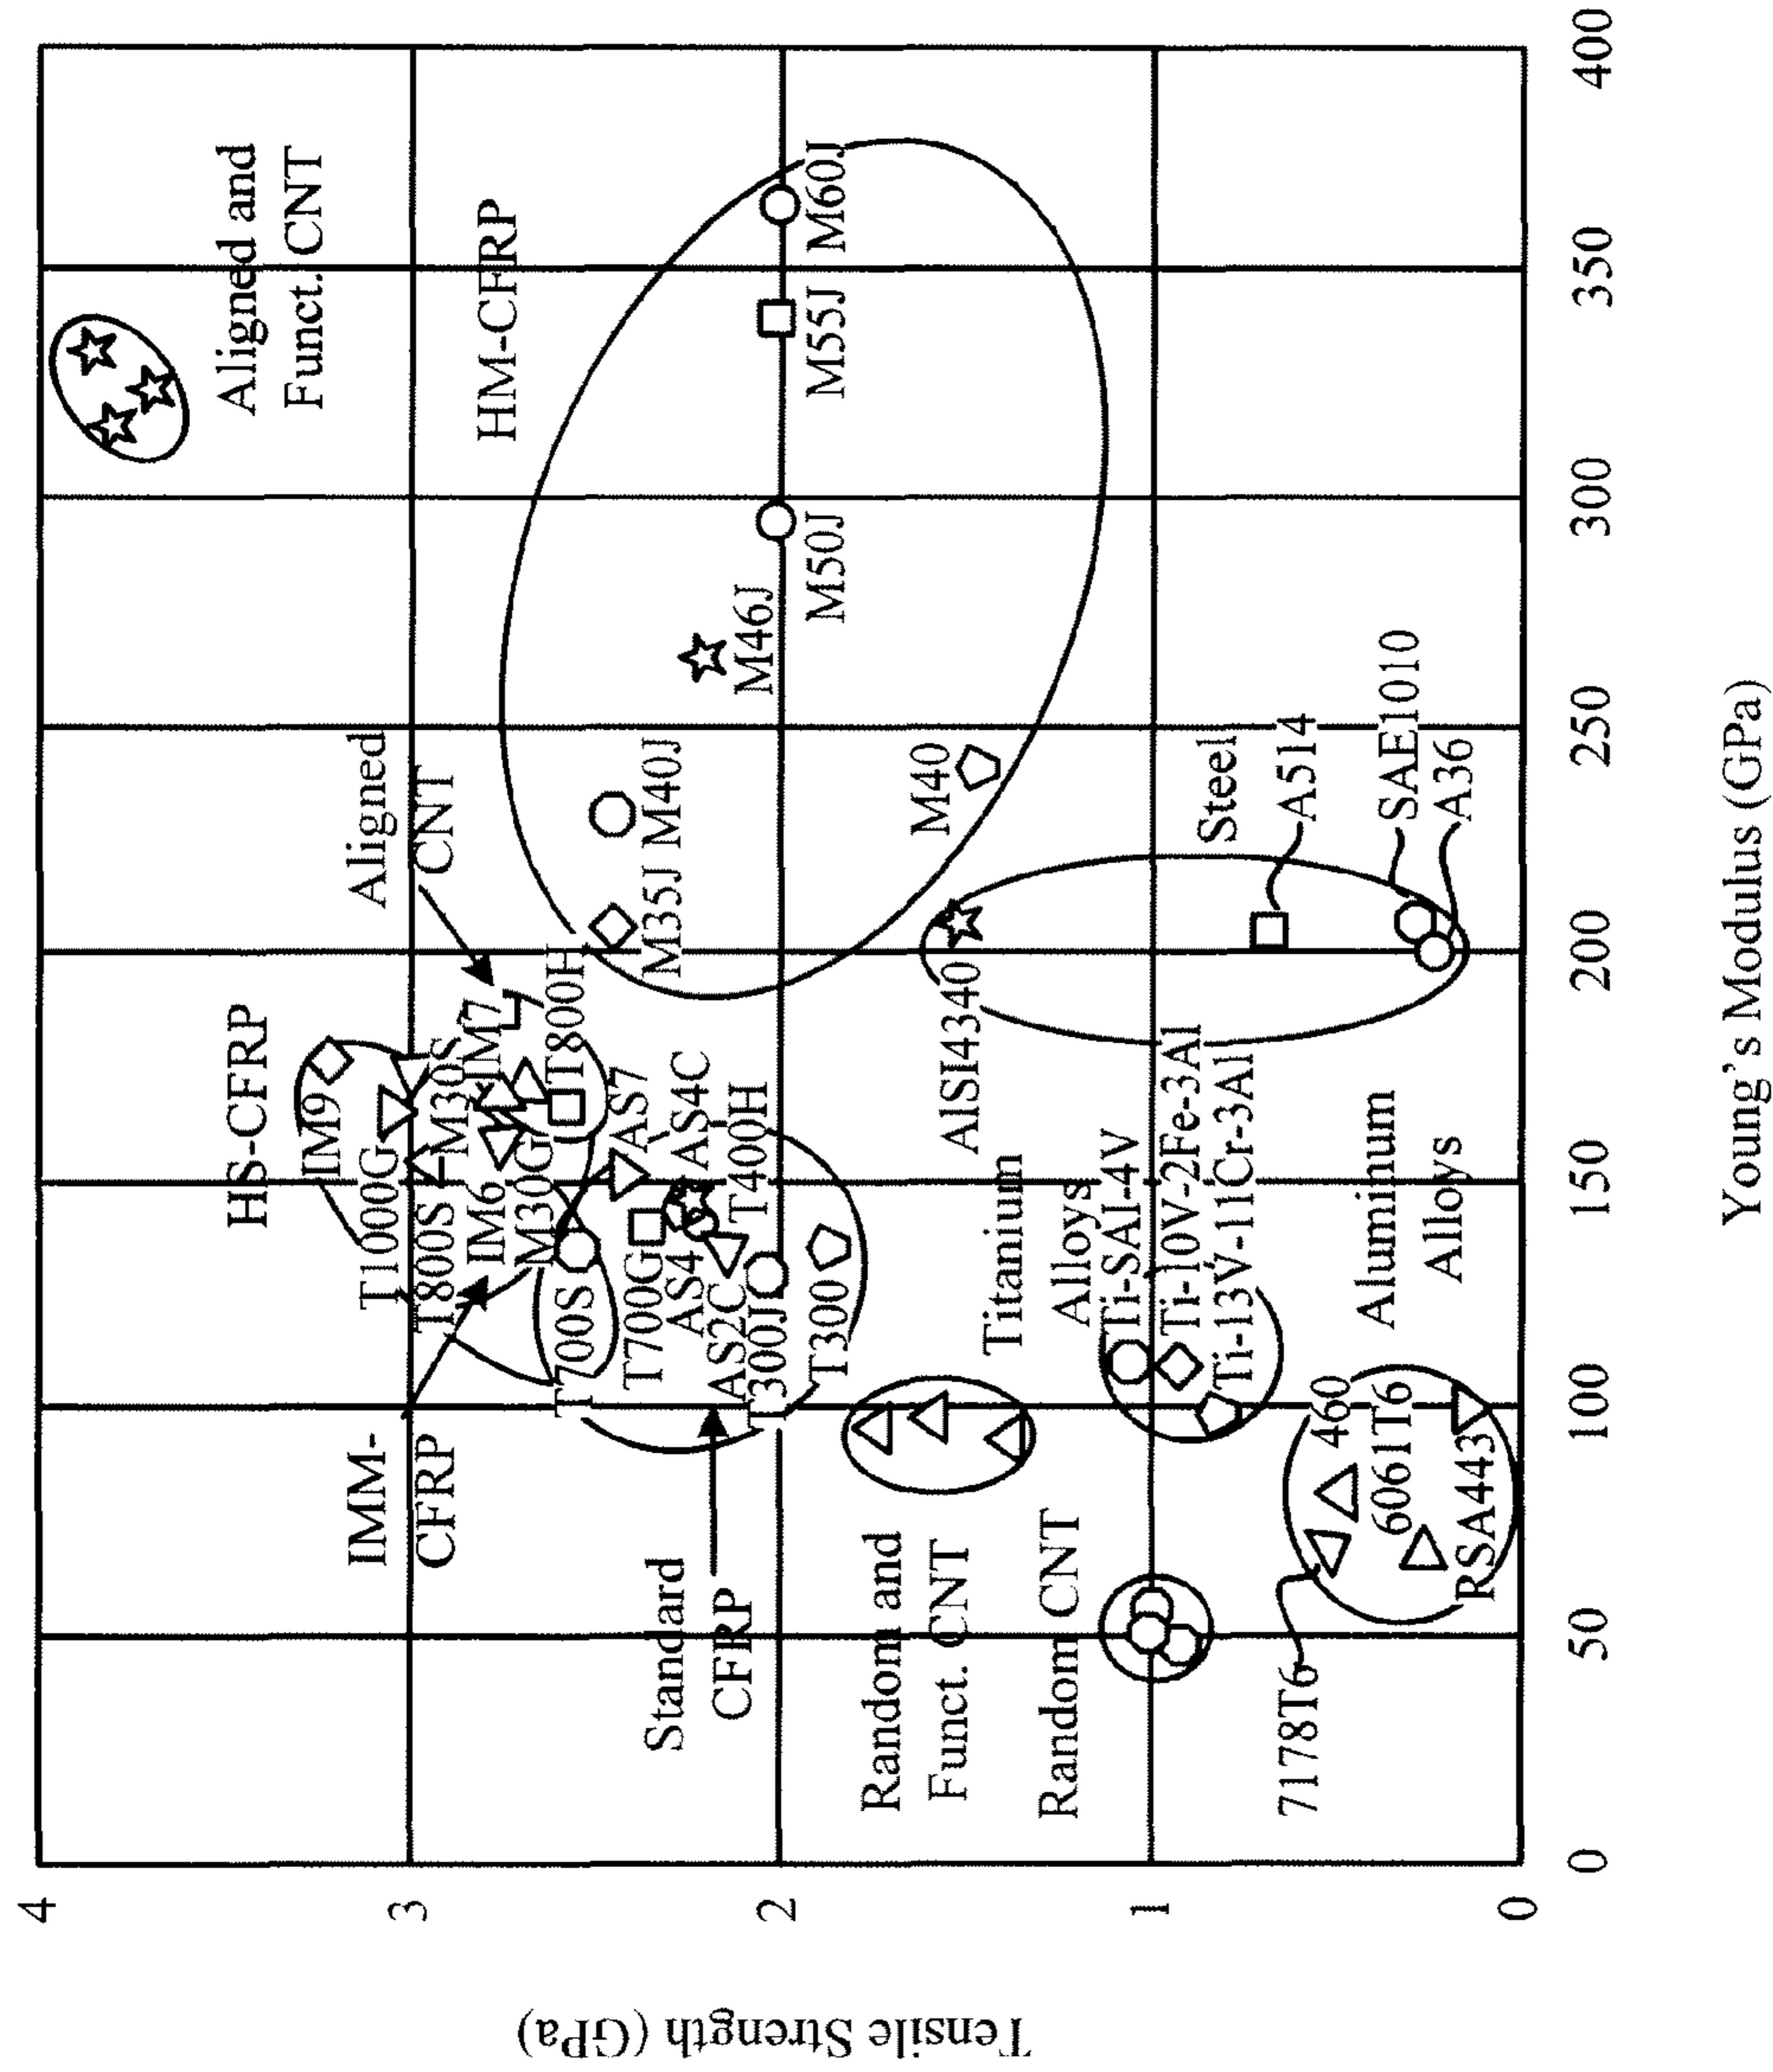 Tensile Strength (GPa)
4
3
2
1
0
0
50
100
150
200
250
300
350
400
Young's Modulus (GPa)
Aligned and
Funct. CNT
HM-CFRP
Aligned
CNT
HS-CFRP
IMM-
CFRP
Standard
CFRP
Random and
Funct. CNT
Random CNT
Titanium
Alloys
Aluminum
Alloys
Steel
IM9
T1000G
T800S
M30S
IM7
IM6
M30G
T800H
T700S
AS7
T700G
AS4C
AS4
T400H
AS2C
T300J
T300
M35J
M40J
M46J
M50J
M55J
M60J
M40
AISI4340
A514
SAE1010
A36
Ti-SAI-4V
Ti-10V-2Fe-3Al
Ti-13V-11Cr-3Al
460
6061T6
RSA443
7178T6